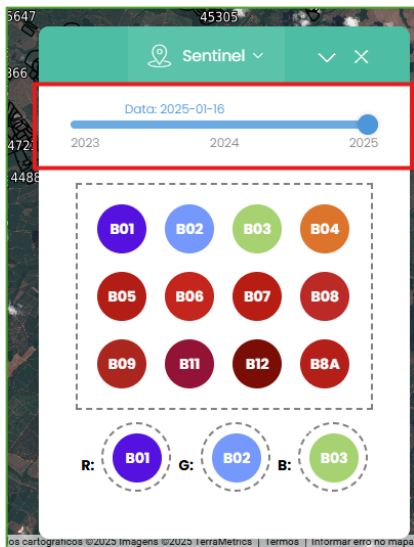 5647
45305
366
Sentinel
Data: 2025-01-16
472
2023 2024 2025
4488
B01 B02 B03 B04
B05 B06 B07 B08
B09 B11 B12 B8A
R: B01 G: B02 B: B03
os cartográficos ©2025 Imagens ©2025 TerraMetrics | Termos | Informar erro no mapa